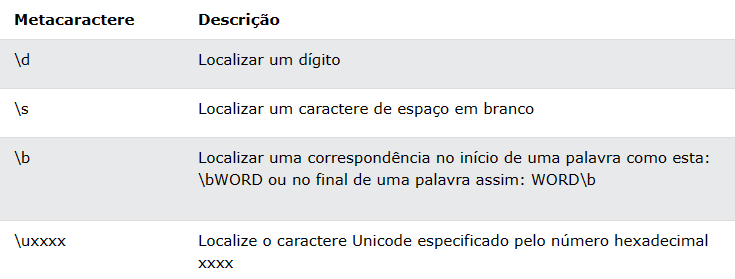 Metacaractere Descrição
\d Localizar um dígito
\s Localizar um caractere de espaço em branco
\b Localizar uma correspondência no início de uma palavra como esta:
\bWORD ou no final de uma palavra assim: WORD\b
\uxxxx Localize o caractere Unicode especificado pelo número hexadecimal
xxxx